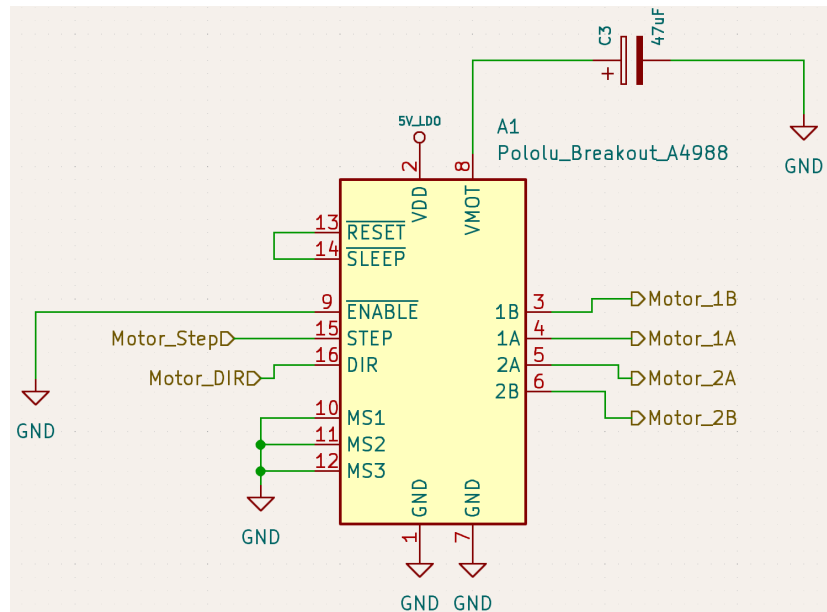 C3
47uF
+
GND
5V_LDO
A1
Pololu_Breakout_A4988
2
8
VDD
VMOT
13
RESET
14
SLEEP
9
ENABLE
15
STEP
Motor_Step
16
DIR
Motor_DIR
10
MS1
11
MS2
12
MS3
GND
GND
1B
3
Motor_1B
1A
4
Motor_1A
2A
5
Motor_2A
2B
6
Motor_2B
GND
GND
1
7
GND
GND